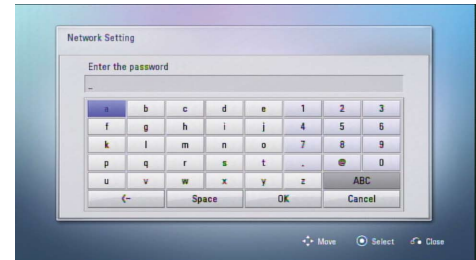 Network Setting
Enter the password
_
a b c d e 1 2 3
f g h i j 4 5 6
k l m n o 7 8 9
p q r s t . @ 0
u v w x y z ABC
<- Space OK Cancel
Move Select Close